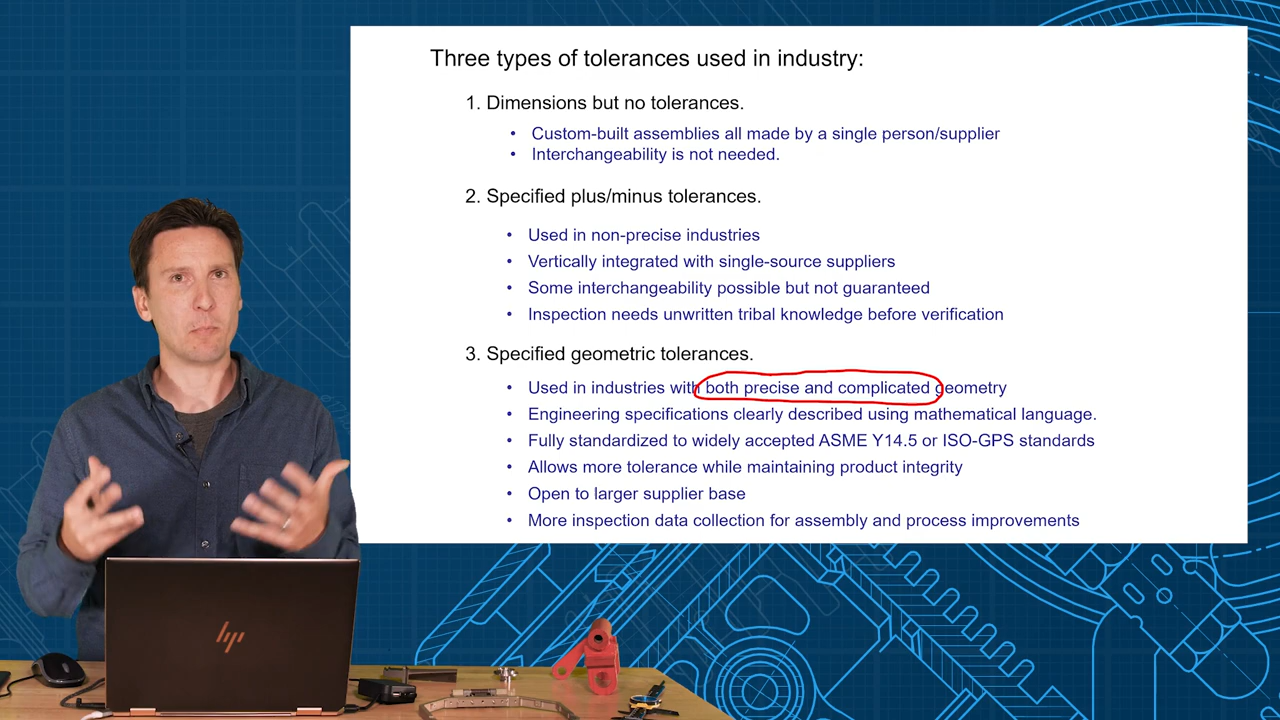 Three types of tolerances used in industry:
1. Dimensions but no tolerances.
• Custom-built assemblies all made by a single person/supplier
• Interchangeability is not needed.
2. Specified plus/minus tolerances.
• Used in non-precise industries
• Vertically integrated with single-source suppliers
• Some interchangeability possible but not guaranteed
• Inspection needs unwritten tribal knowledge before verification
3. Specified geometric tolerances.
• Used in industries with both precise and complicated geometry
• Engineering specifications clearly described using mathematical language.
• Fully standardized to widely accepted ASME Y14.5 or ISO-GPS standards
• Allows more tolerance while maintaining product integrity
• Open to larger supplier base
• More inspection data collection for assembly and process improvements
hp